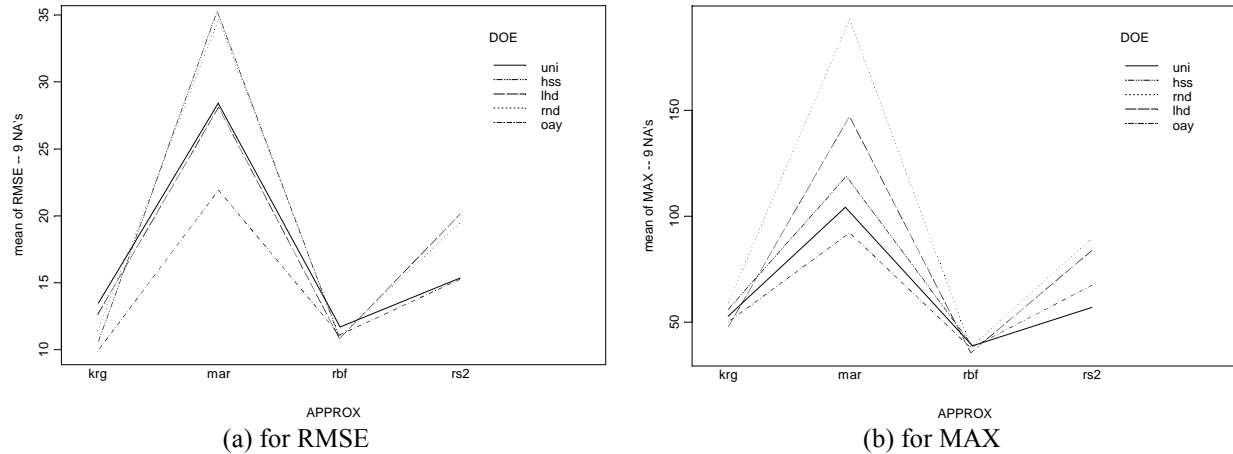 mean of RMSE -- 9 NA's
35
30
25
20
15
10
DOE
uni
hss
lhd
rnd
oay
krg mar rbf rs2
APPROX
(a) for RMSE
mean of MAX -- 9 NA's
150
100
50
DOE
uni
hss
rnd
lhd
oay
krg mar rbf rs2
APPROX
(b) for MAX